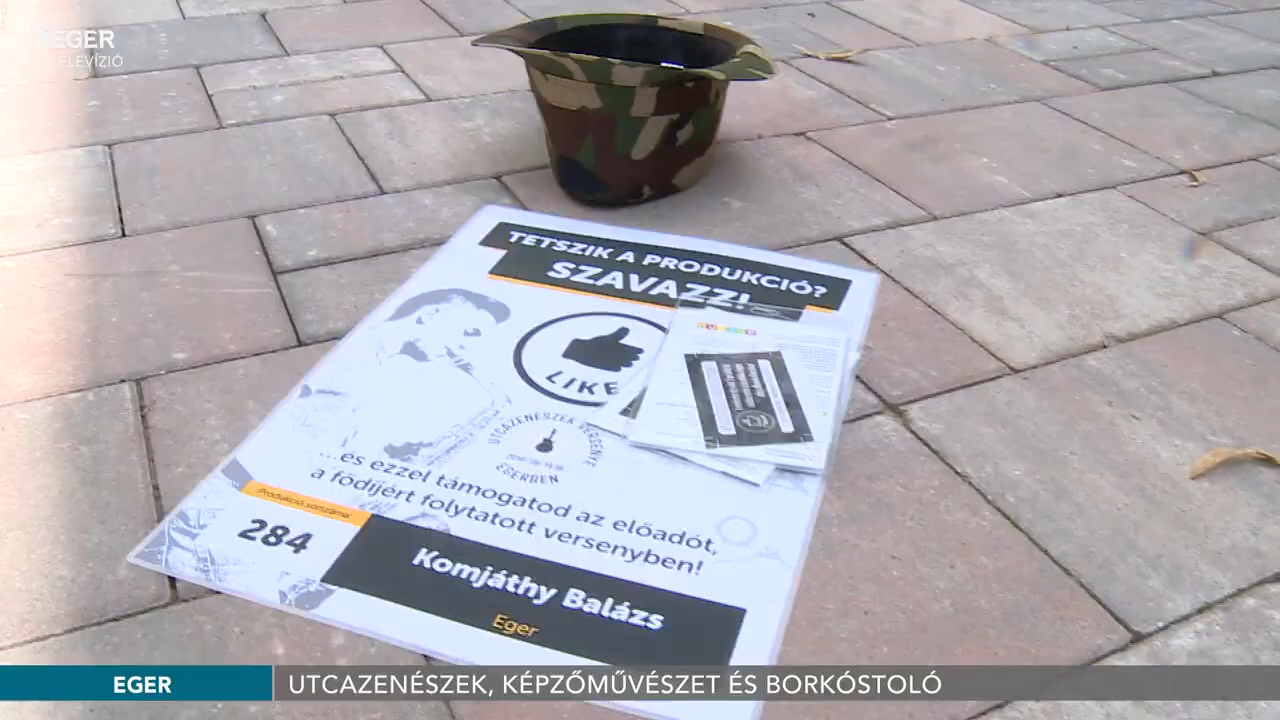 EGER
TELEVÍZIÓ
TETSZIK A PRODUKCIÓ?
SZAVAZZ!
LIKE
UTCAZENÉSZEK VERSENYE
EGERBEN
...és ezzel támogatod az előadót,
a fődíjért folytatott versenyben!
Produkció sorszáma:
284
Komjáthy Balázs
Eger
EGER
UTCAZENÉSZEK, KÉPZŐMŰVÉSZET ÉS BORKÓSTOLÓ